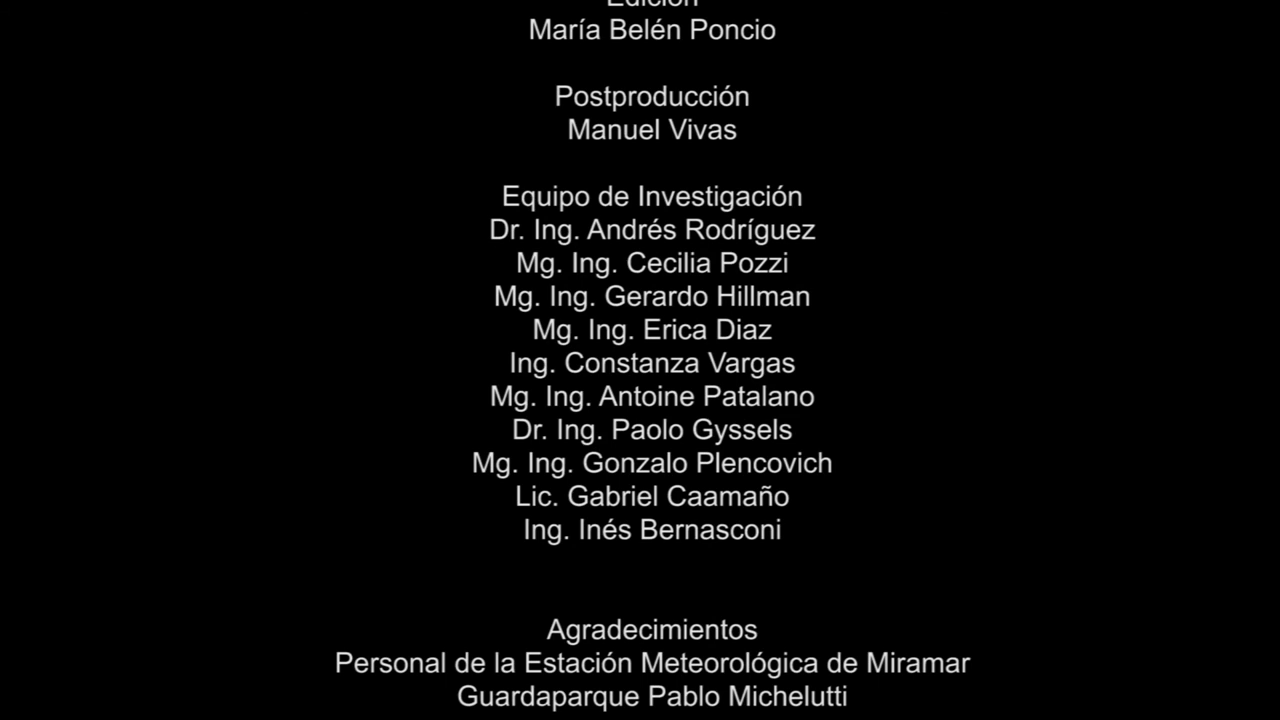 Edición
María Belén Poncio
Postproducción
Manuel Vivas
Equipo de Investigación
Dr. Ing. Andrés Rodríguez
Mg. Ing. Cecilia Pozzi
Mg. Ing. Gerardo Hillman
Mg. Ing. Erica Diaz
Ing. Constanza Vargas
Mg. Ing. Antoine Patalano
Dr. Ing. Paolo Gyssels
Mg. Ing. Gonzalo Plencovich
Lic. Gabriel Caamaño
Ing. Inés Bernasconi
Agradecimientos
Personal de la Estación Meteorológica de Miramar
Guardaparque Pablo Michelutti